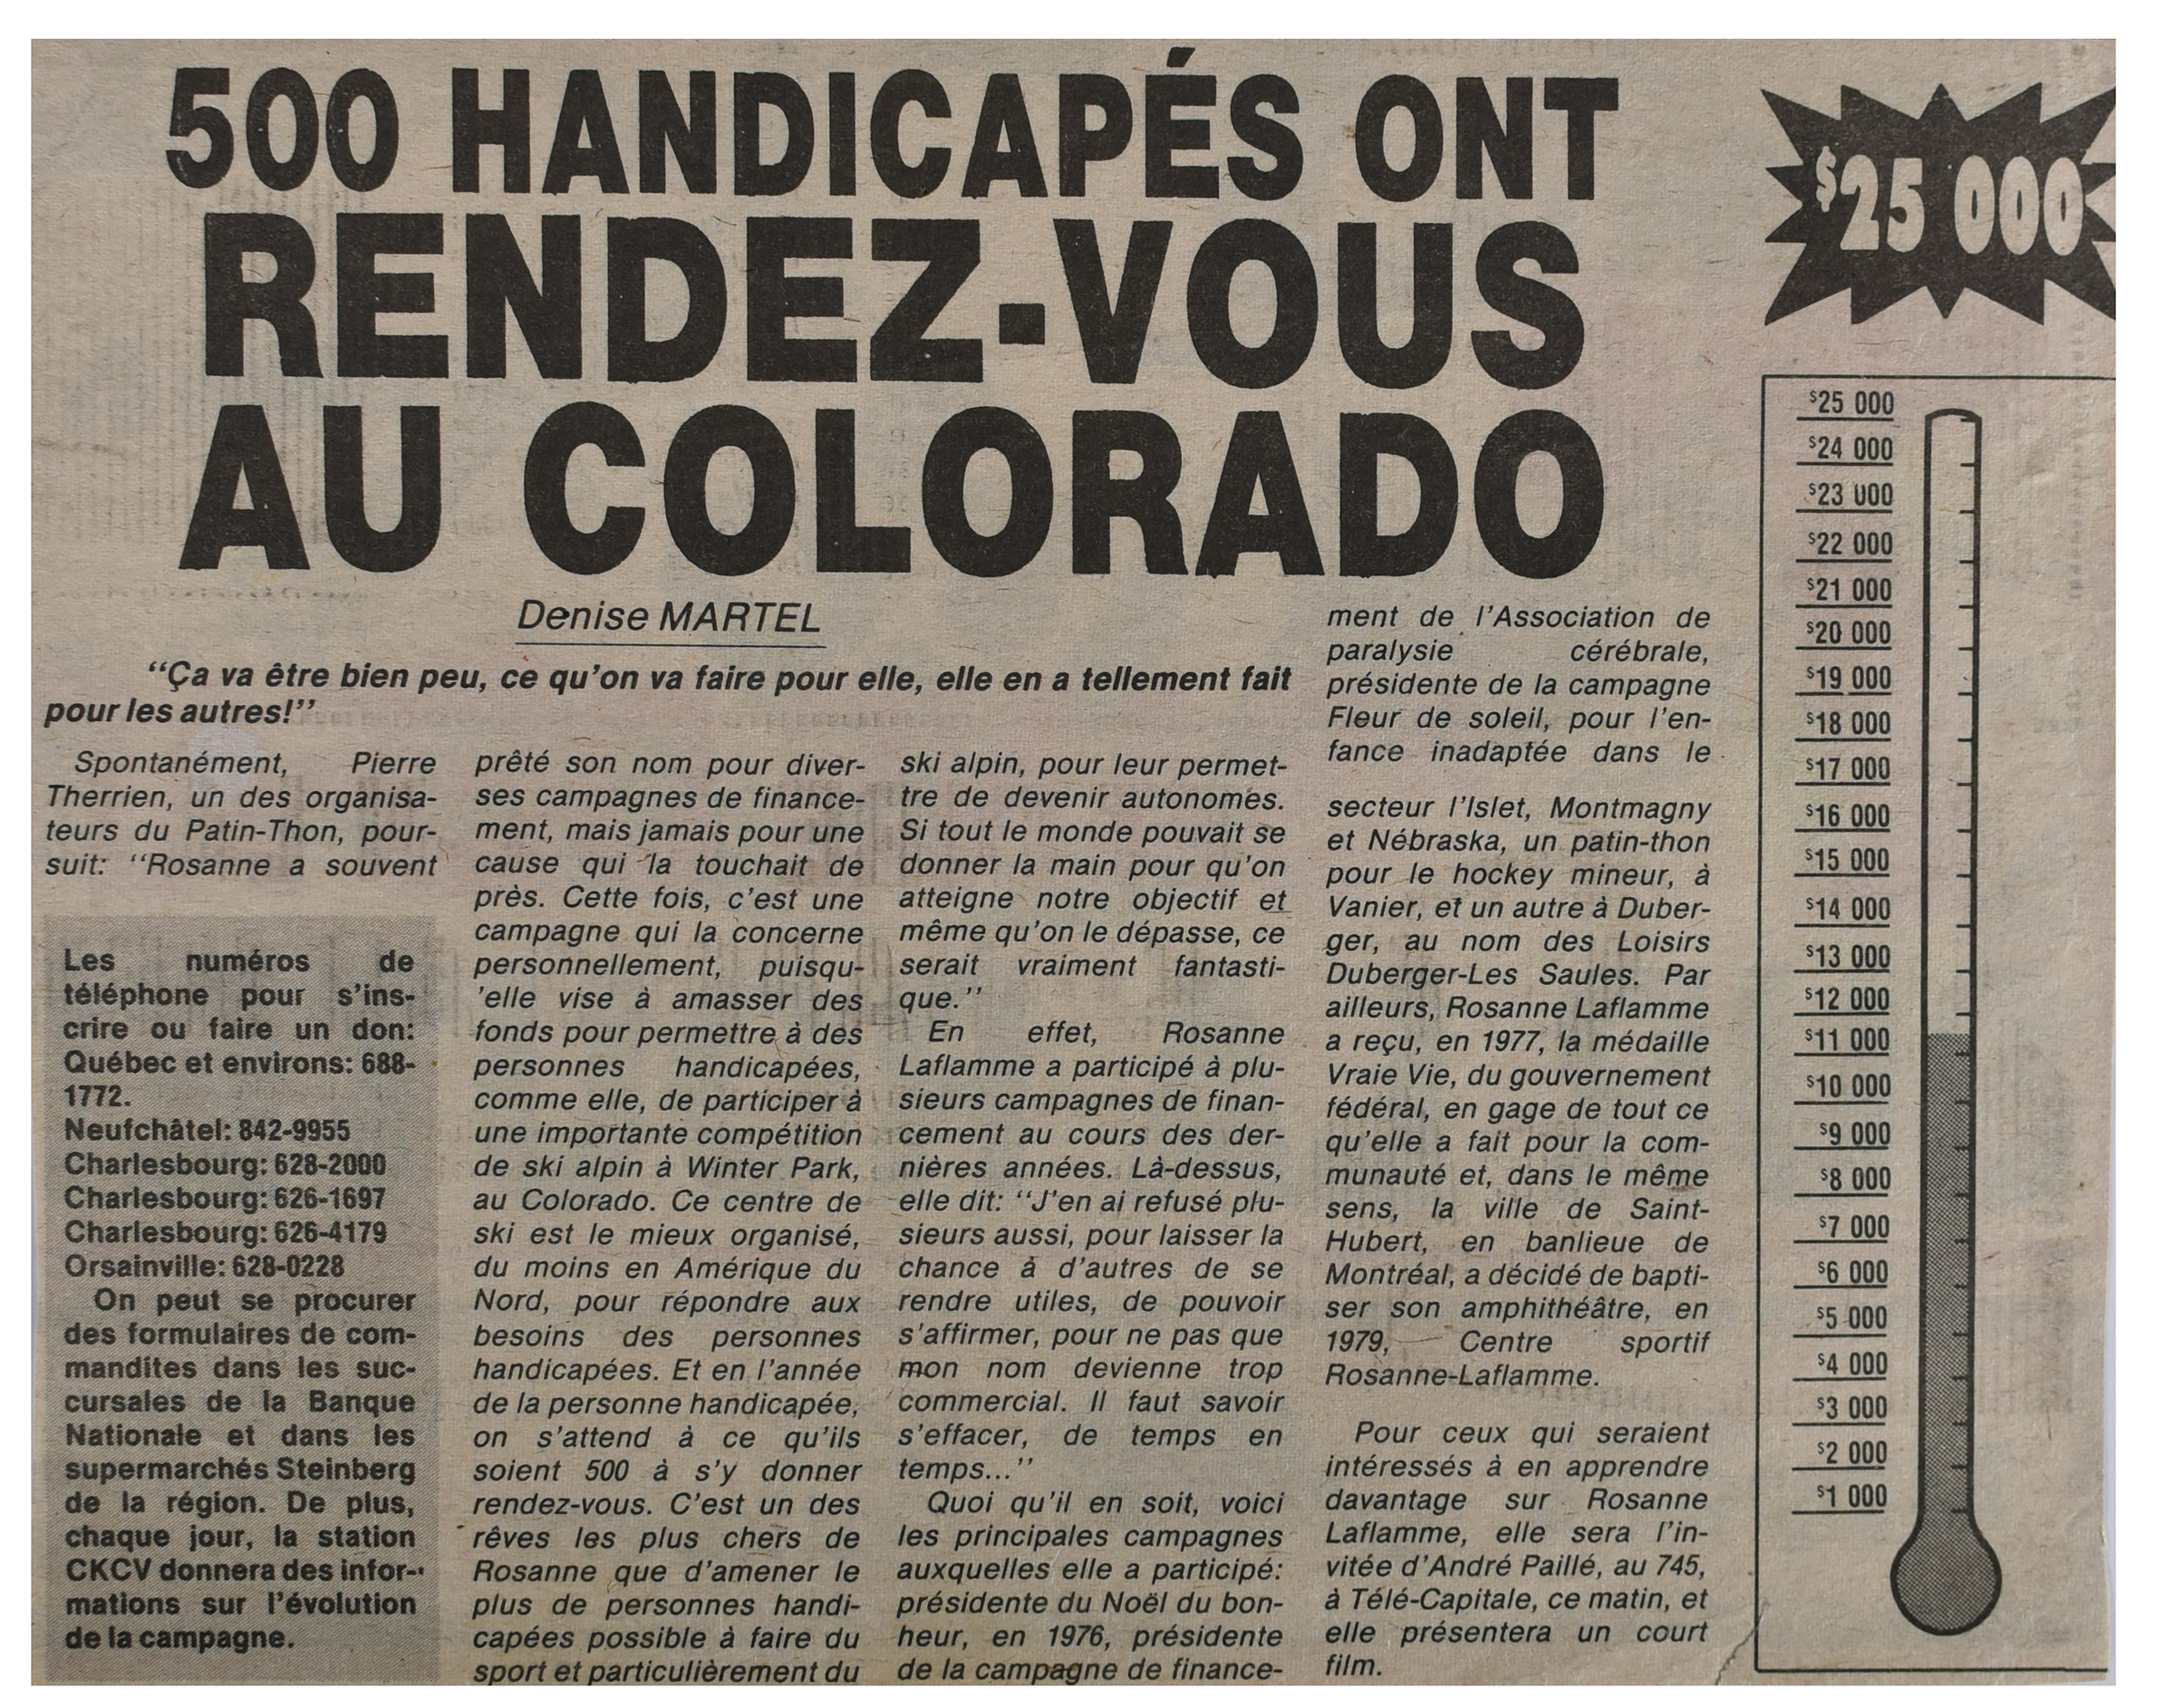 500 HANDICAPÉS ONT
RENDEZ-VOUS
AU COLORADO
Denise MARTEL
“Ça va être bien peu, ce qu’on va faire pour elle, elle en a tellement fait
pour les autres!”
Spontanément, Pierre
Therrien, un des organisa-
teurs du Patin-Thon, pour-
suit: “Rosanne a souvent
Les numéros de
téléphone pour s’ins-
crire ou faire un don:
Québec et environs: 688-
1772.
Neufchâtel: 842-9955
Charlesbourg: 628-2000
Charlesbourg: 626-1697
Charlesbourg: 626-4179
Orsainville: 628-0228
On peut se procurer
des formulaires de com-
mandites dans les suc-
cursales de la Banque
Nationale et dans les
supermarchés Steinberg
de la région. De plus,
chaque jour, la station
CKCV donnera des infor-
mations sur l’évolution
de la campagne.
prêté son nom pour diver-
ses campagnes de finance-
ment, mais jamais pour une
cause qui la touchait de
près. Cette fois, c’est une
campagne qui la concerne
personnellement, puisqu-
’elle vise à amasser des
fonds pour permettre à des
personnes handicapées,
comme elle, de participer à
une importante compétition
de ski alpin à Winter Park,
au Colorado. Ce centre de
ski est le mieux organisé,
du moins en Amérique du
Nord, pour répondre aux
besoins des personnes
handicapées. Et en l’année
de la personne handicapée,
on s’attend à ce qu’ils
soient 500 à s’y donner
rendez-vous. C’est un des
rêves les plus chers de
Rosanne que d’amener le
plus de personnes handi-
capées possible à faire du
sport et particulièrement du
ski alpin, pour leur permet-
tre de devenir autonomes.
Si tout le monde pouvait se
donner la main pour qu’on
atteigne notre objectif et
même qu’on le dépasse, ce
serait vraiment fantasti-
que.”
En effet, Rosanne
Laflamme a participé à plu-
sieurs campagnes de finan-
cement au cours des der-
nières années. Là-dessus,
elle dit: “J’en ai refusé plu-
sieurs aussi, pour laisser la
chance à d’autres de se
rendre utiles, de pouvoir
s’affirmer, pour ne pas que
mon nom devienne trop
commercial. Il faut savoir
s’effacer, de temps en
temps...”
Quoi qu’il en soit, voici
les principales campagnes
auxquelles elle a participé:
présidente du Noël du bon-
heur, en 1976, présidente
de la campagne de finance-
ment de l’Association de
paralysie cérébrale,
présidente de la campagne
Fleur de soleil, pour l’en-
fance inadaptée dans le
secteur l’Islet, Montmagny
et Nébraska, un patin-thon
pour le hockey mineur, à
Vanier, et un autre à Duber-
ger, au nom des Loisirs
Duberger-Les Saules. Par
ailleurs, Rosanne Laflamme
a reçu, en 1977, la médaille
Vraie Vie, du gouvernement
fédéral, en gage de tout ce
qu’elle a fait pour la com-
munauté et, dans le même
sens, la ville de Saint-
Hubert, en banlieue de
Montréal, a décidé de bapti-
ser son amphithéâtre, en
1979, Centre sportif
Rosanne-Laflamme.
Pour ceux qui seraient
intéressés à en apprendre
davantage sur Rosanne
Laflamme, elle sera l’in-
vitée d’André Paillé, au 745,
à Télé-Capitale, ce matin, et
elle présentera un court
film.
$25 000
$25 000
$24 000
$23 000
$22 000
$21 000
$20 000
$19 000
$18 000
$17 000
$16 000
$15 000
$14 000
$13 000
$12 000
$11 000
$10 000
$9 000
$8 000
$7 000
$6 000
$5 000
$4 000
$3 000
$2 000
$1 000